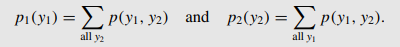 p₁(y₁) = ∑ p(y₁, y₂) and p₂(y₂) = ∑ p(y₁, y₂).
all y₂ all y₁